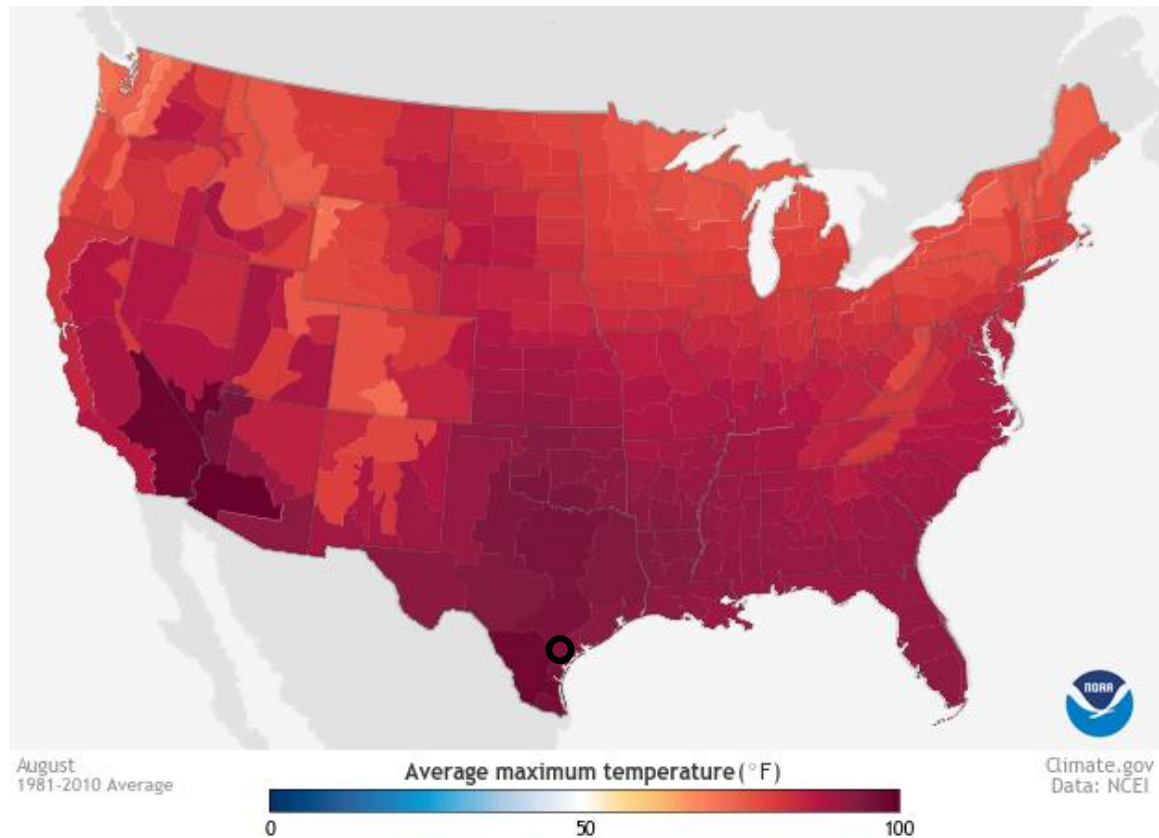 NOAA
August
1981-2010 Average
Average maximum temperature (°F)
0 50 100
Climate.gov
Data: NCEI